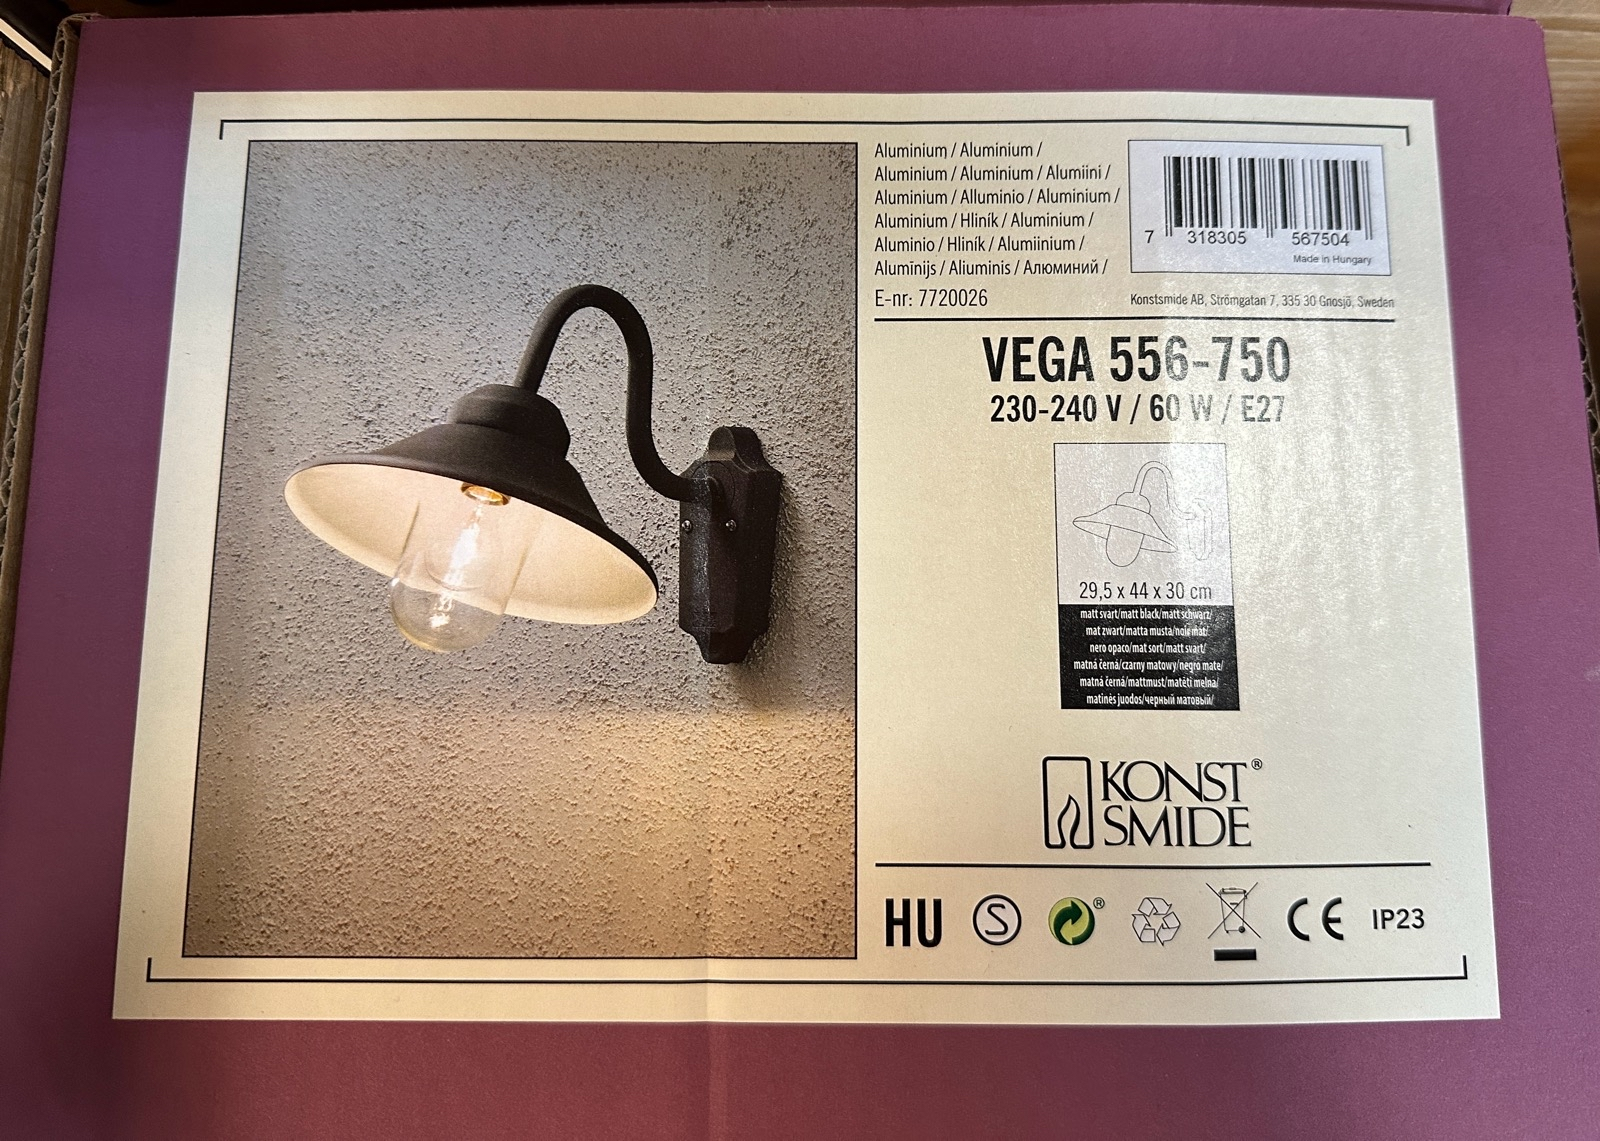 Aluminium / Aluminium /
Aluminium / Aluminium / Alumiini /
Aluminium / Alluminio / Aluminium /
Aluminium / Hliník / Aluminium /
Aluminio / Hliník / Alumiinium /
Alumīnijs / Aliuminis / Алюминий /
E-nr: 7720026
7 318305 567504
Made in Hungary
Konstsmide AB, Strömgatan 7, 335 30 Gnosjö, Sweden
VEGA 556-750
230-240 V / 60 W / E27
29,5 x 44 x 30 cm
matt svart/matt black/matt schwarz/
mat zwart/matta musta/noir mat/
nero opaco/mat sort/matt svart/
matná černá/czarny matowy/negro mate/
matná černá/mattmust/matēti melna/
matinės juodos/черный матовый/
KONST®
SMIDE
HU S ® CE IP23